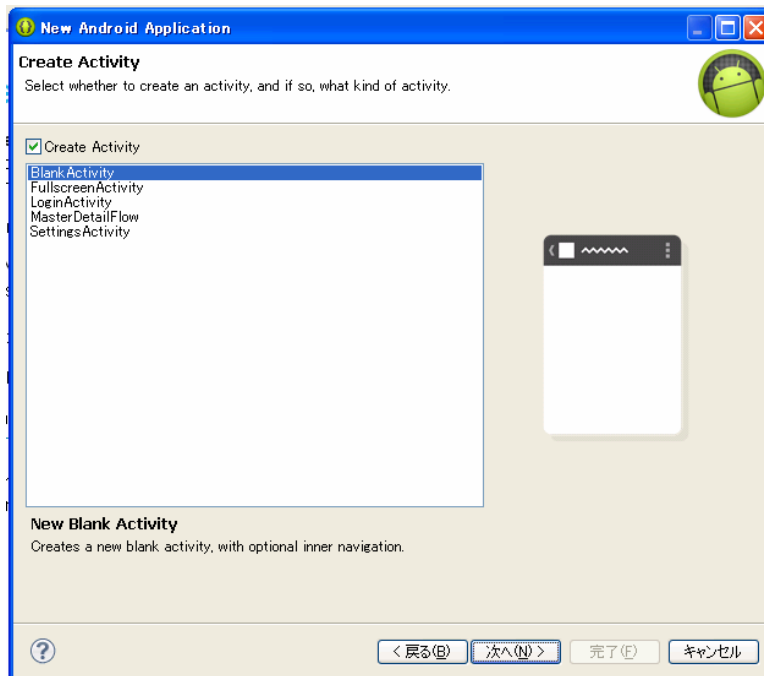 New Android Application
Create Activity
Select whether to create an activity, and if so, what kind of activity.
Create Activity
BlankActivity
FullscreenActivity
LoginActivity
MasterDetailFlow
SettingsActivity
New Blank Activity
Creates a new blank activity, with optional inner navigation.
< 戻る(B) 次へ(N) > 完了(F) キャンセル